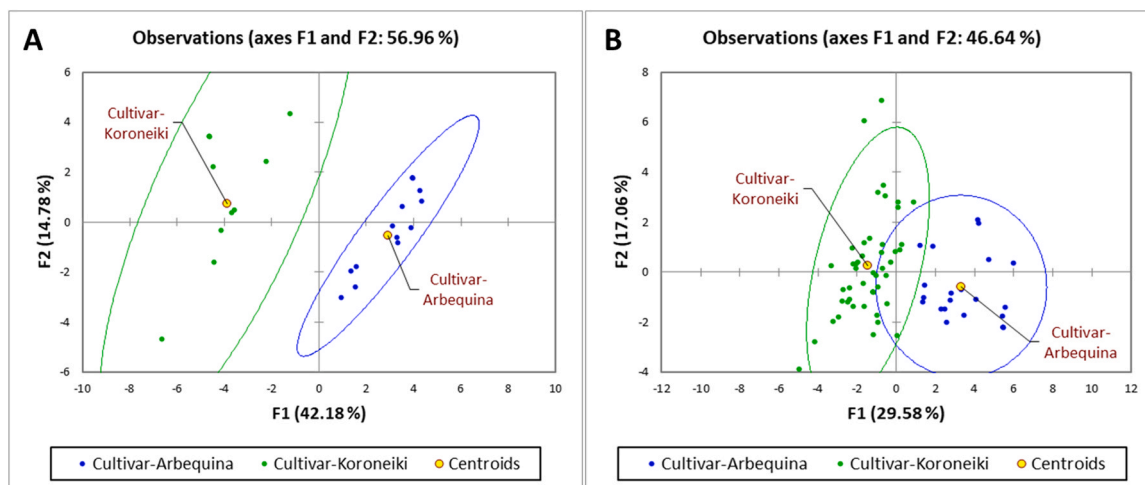 A
Observations (axes F1 and F2: 56.96 %)
6
4
2
0
-2
-4
-6
-10
-8
-6
-4
-2
0
2
4
6
8
10
F2 (14.78 %)
F1 (42.18 %)
Cultivar-
Koroneiki
Cultivar-
Arbequina
Cultivar-Arbequina
Cultivar-Koroneiki
Centroids
B
Observations (axes F1 and F2: 46.64 %)
8
6
4
2
0
-2
-4
-6
-12
-10
-8
-6
-4
-2
0
2
4
6
8
10
12
F2 (17.06 %)
F1 (29.58 %)
Cultivar-
Koroneiki
Cultivar-
Arbequina
Cultivar-Arbequina
Cultivar-Koroneiki
Centroids